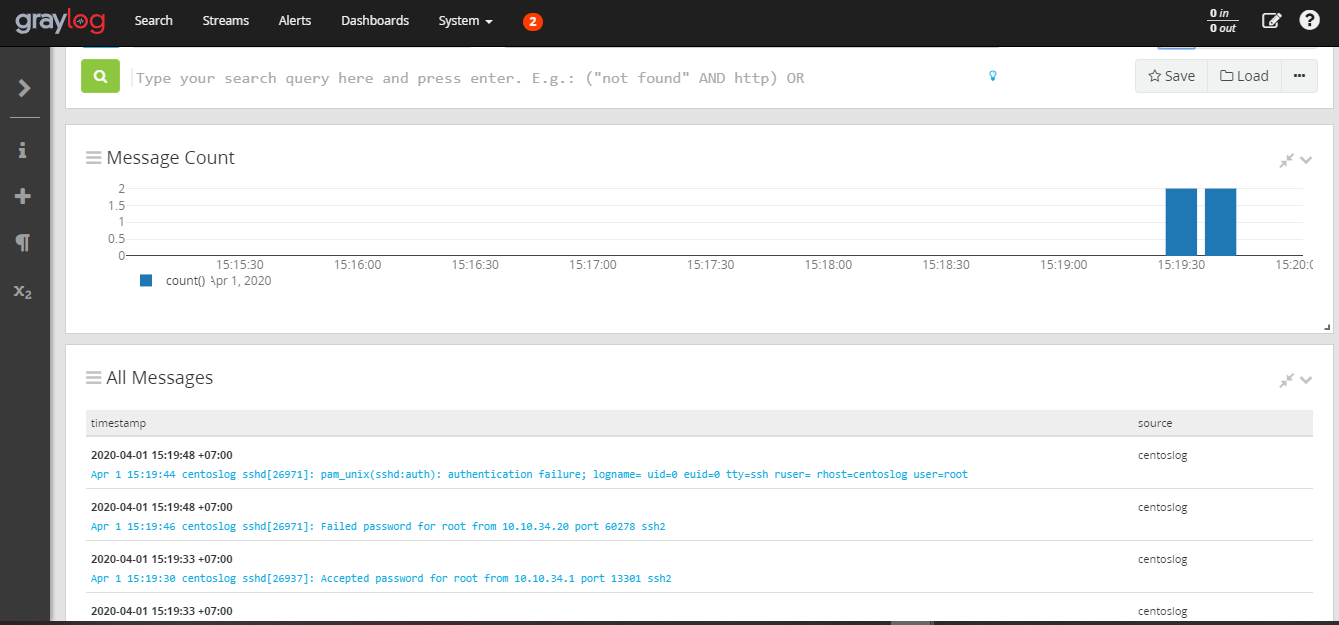 graylog Search Streams Alerts Dashboards System 2 0 in
0 out
Type your search query here and press enter. E.g.: ("not found" AND http) OR Save Load
Message Count
2
1.5
1
0.5
0
15:15:30 15:16:00 15:16:30 15:17:00 15:17:30 15:18:00 15:18:30 15:19:00 15:19:30 15:20:0
count() Apr 1, 2020
All Messages
timestamp source
2020-04-01 15:19:48 +07:00 centoslog
Apr 1 15:19:44 centoslog sshd[26971]: pam_unix(sshd:auth): authentication failure; logname= uid=0 euid=0 tty=ssh ruser= rhost=centoslog user=root
2020-04-01 15:19:48 +07:00 centoslog
Apr 1 15:19:46 centoslog sshd[26971]: Failed password for root from 10.10.34.20 port 60278 ssh2
2020-04-01 15:19:33 +07:00 centoslog
Apr 1 15:19:30 centoslog sshd[26937]: Accepted password for root from 10.10.34.1 port 13301 ssh2
2020-04-01 15:19:33 +07:00 centoslog